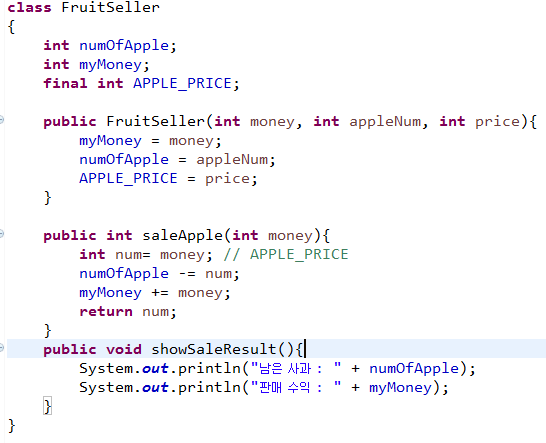 class FruitSeller
{
    int numOfApple;
    int myMoney;
    final int APPLE_PRICE;
    public FruitSeller(int money, int appleNum, int price){
        myMoney = money;
        numOfApple = appleNum;
        APPLE_PRICE = price;
    }
    public int saleApple(int money){
        int num= money; // APPLE_PRICE
        numOfApple -= num;
        myMoney += money;
        return num;
    }
    public void showSaleResult(){
        System.out.println("남은 사과 : " + numOfApple);
        System.out.println("판매 수익 : " + myMoney);
    }
}